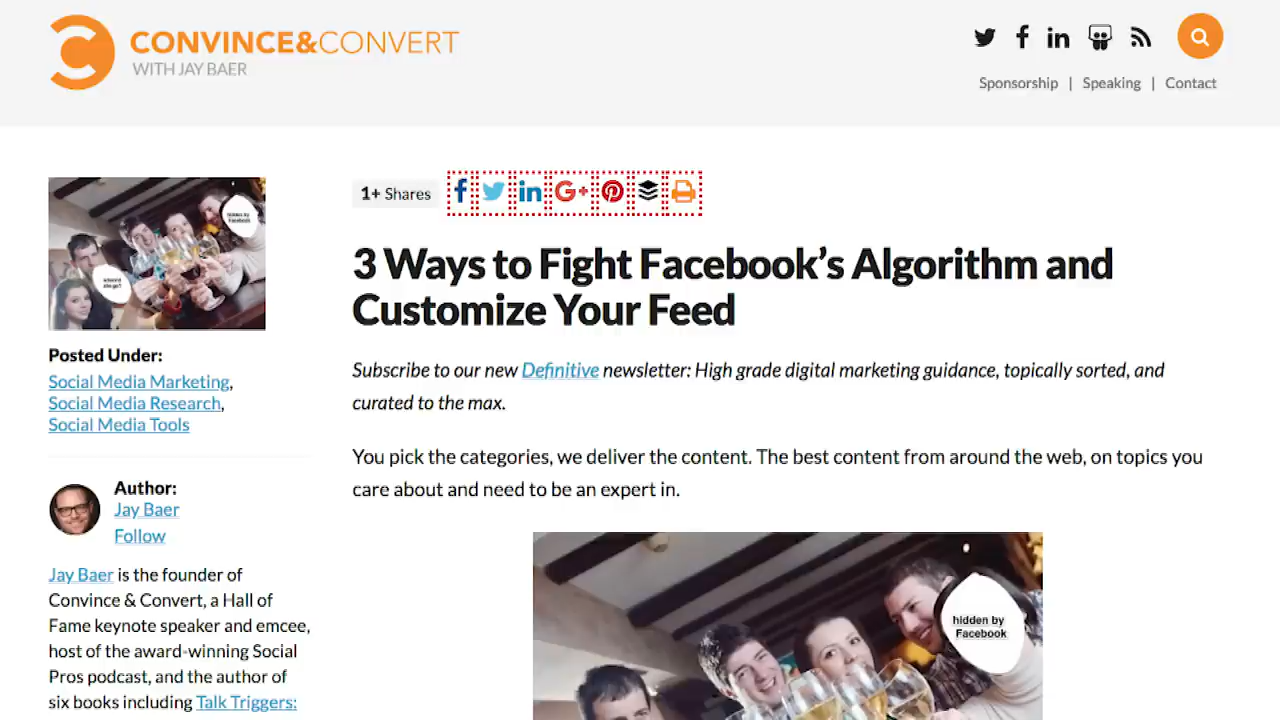 CONVINCE&CONVERT
WITH JAY BAER
Sponsorship | Speaking | Contact
1+ Shares
3 Ways to Fight Facebook's Algorithm and
Customize Your Feed
Subscribe to our new Definitive newsletter: High grade digital marketing guidance, topically sorted, and
curated to the max.
You pick the categories, we deliver the content. The best content from around the web, on topics you
care about and need to be an expert in.
hidden by
Facebook
hidden by
Facebook
Posted Under:
Social Media Marketing,
Social Media Research,
Social Media Tools
Author:
Jay Baer
Follow
Jay Baer is the founder of
Convince & Convert, a Hall of
Fame keynote speaker and emcee,
host of the award-winning Social
Pros podcast, and the author of
six books including Talk Triggers: